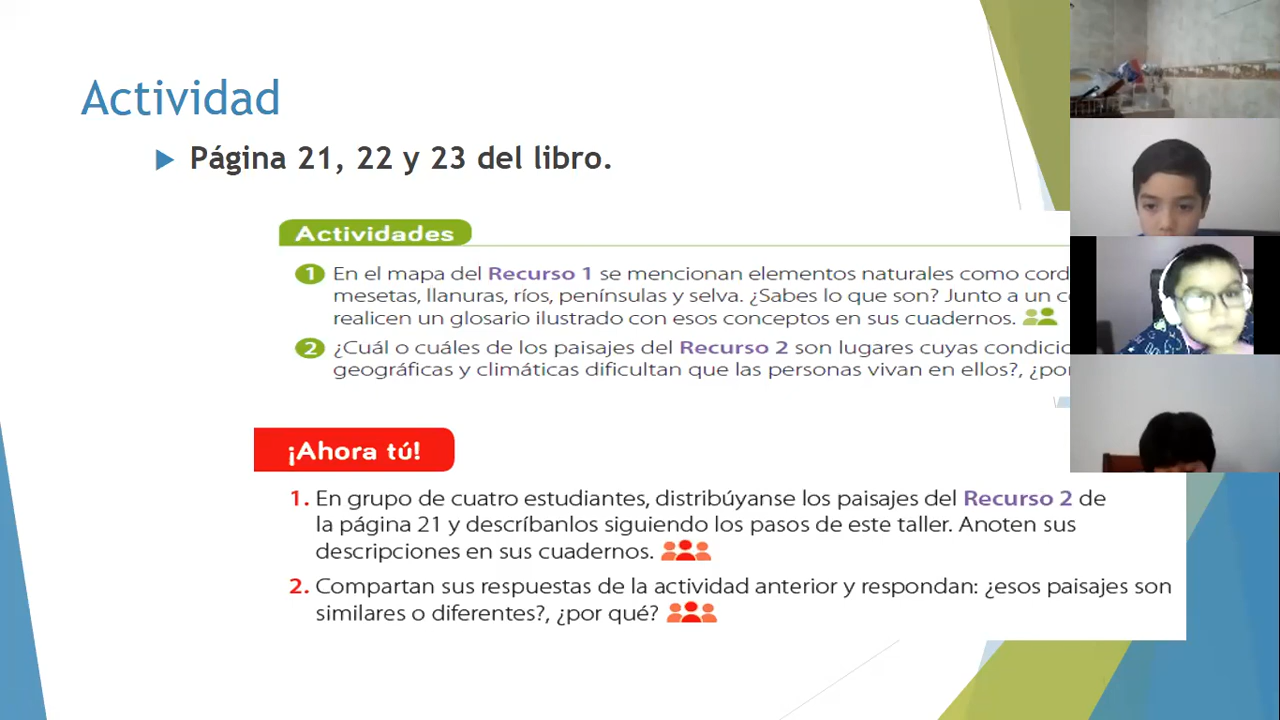 Actividad
Página 21, 22 y 23 del libro.
Actividades
1 En el mapa del Recurso 1 se mencionan elementos naturales como cord
mesetas, llanuras, ríos, penínsulas y selva. ¿Sabes lo que son? Junto a un c
realicen un glosario ilustrado con esos conceptos en sus cuadernos.
2 ¿Cuál o cuáles de los paisajes del Recurso 2 son lugares cuyas condicio
geográficas y climáticas dificultan que las personas vivan en ellos?, ¿por
¡Ahora tú!
1. En grupo de cuatro estudiantes, distribúyanse los paisajes del Recurso 2 de
la página 21 y descríbanlos siguiendo los pasos de este taller. Anoten sus
descripciones en sus cuadernos.
2. Compartan sus respuestas de la actividad anterior y respondan: ¿esos paisajes son
similares o diferentes?, ¿por qué?